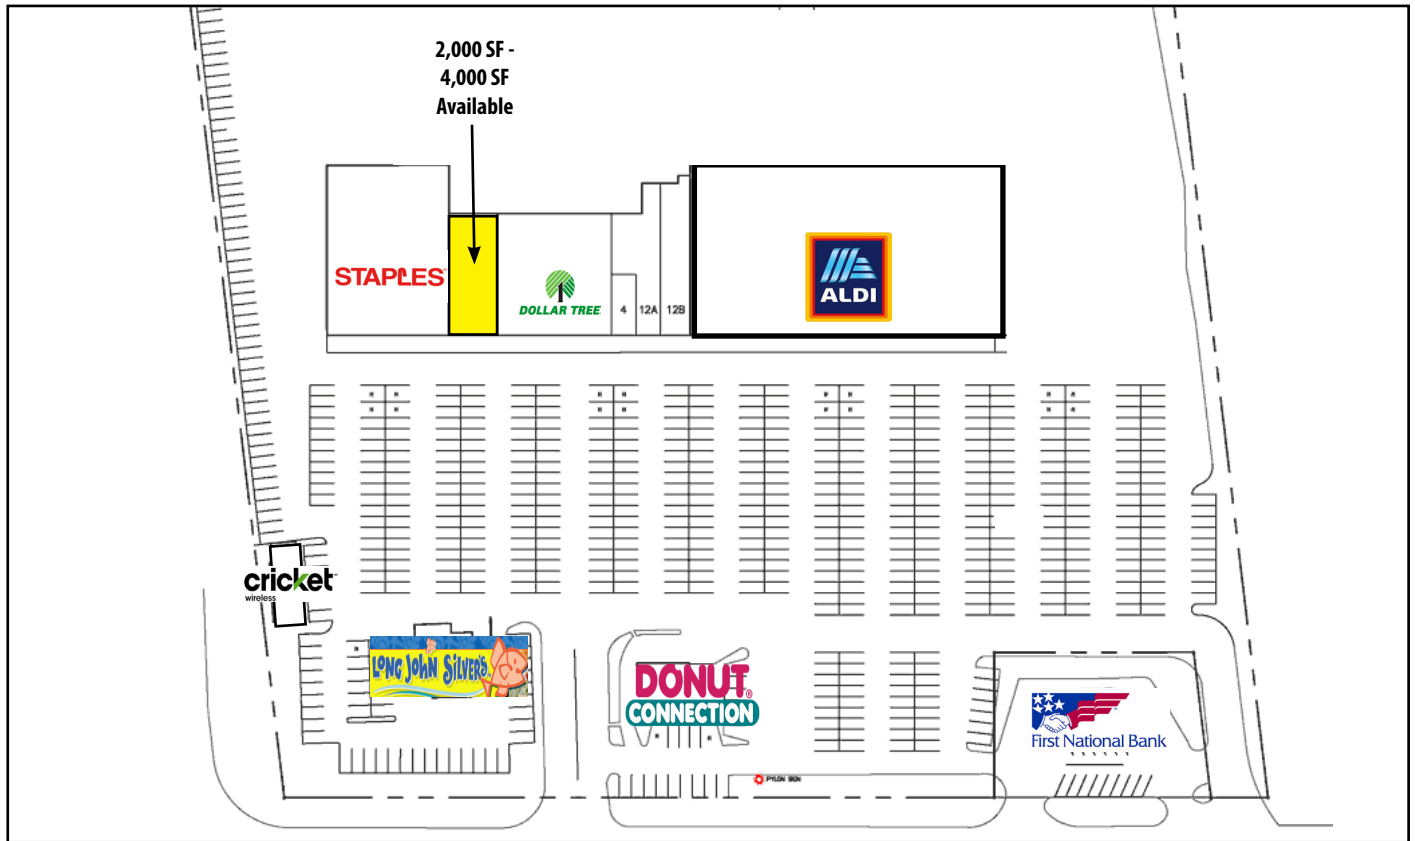 2,000 SF -
4,000 SF
Available
STAPLES
DOLLAR TREE
4
12A
12B
ALDI
cricket
wireless
LONG JOHN SILVER'S
DONUT®
CONNECTION
First National Bank
PYLON SIGN